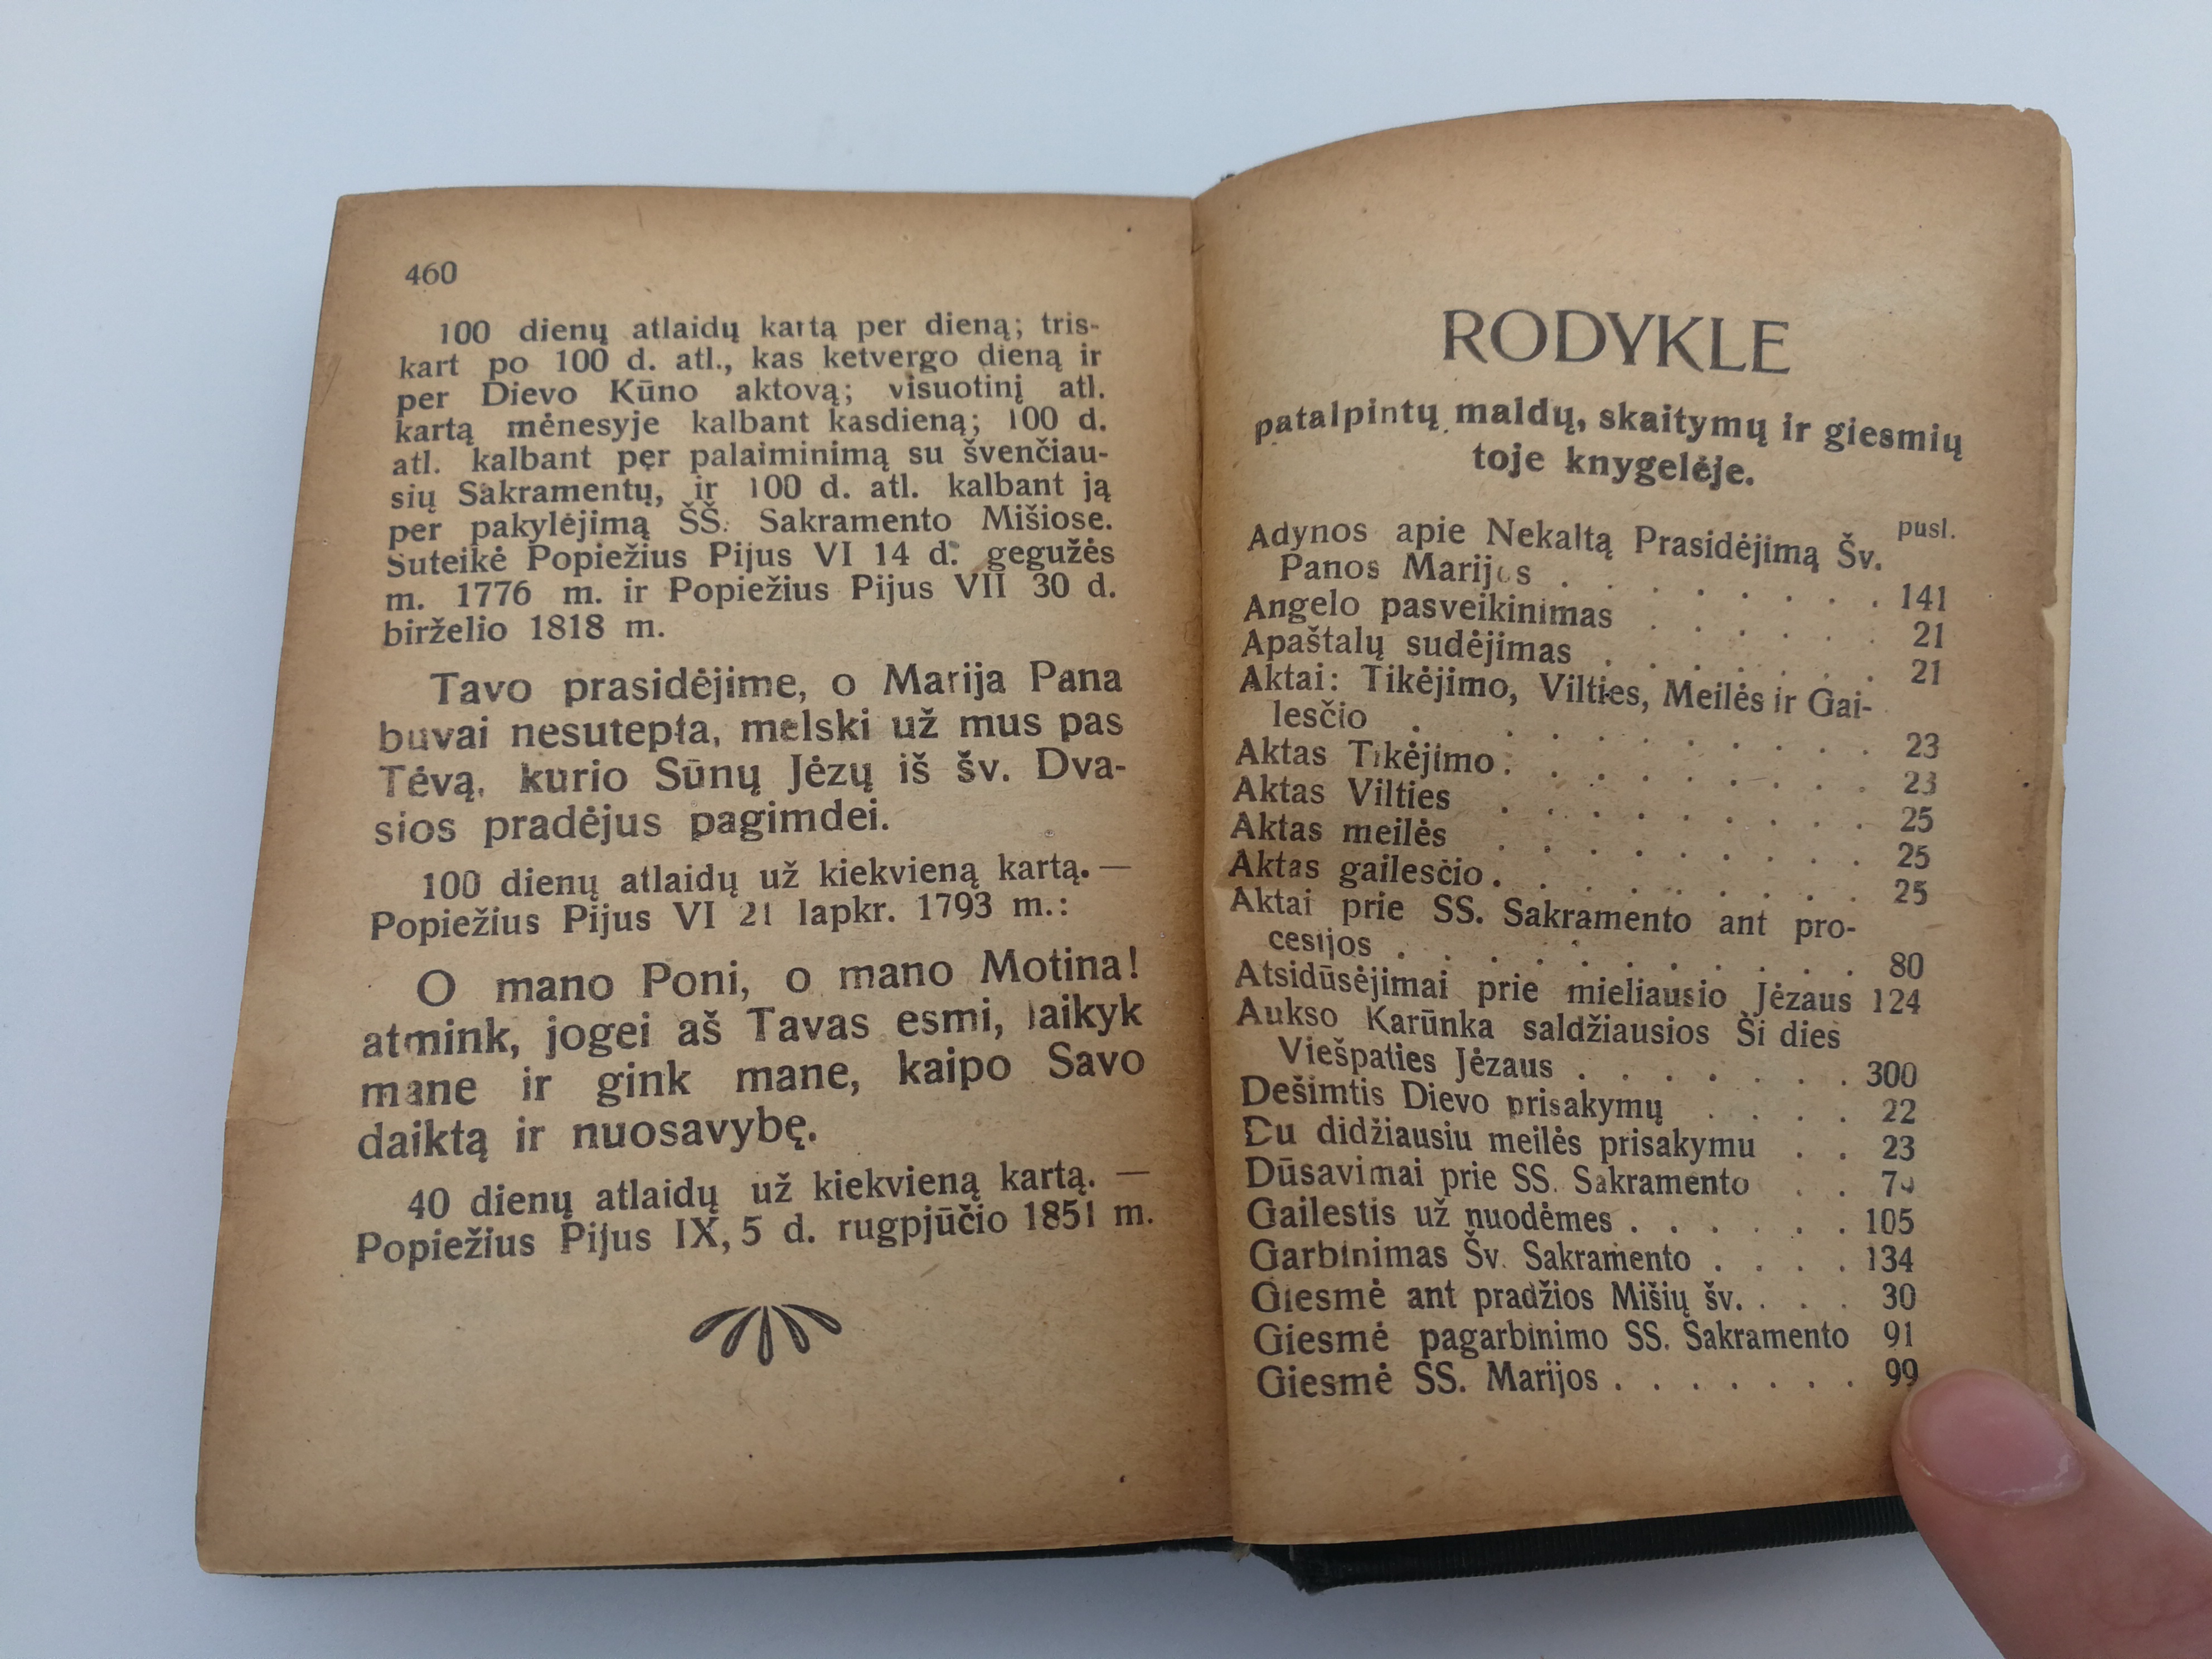 460
100 dienų atlaidų kartą per dieną; tris-
kart po 100 d. atl., kas ketvergo dieną ir
per Dievo Kūno aktovą; visuotinį atl.
kartą mėnesyje kalbant kasdieną; 100 d.
atl. kalbant per palaiminimą su švenčiau-
sių Sakramentų, ir 100 d. atl. kalbant ją
per pakylėjimą ŠŠ. Sakramento Mišiose.
Suteikė Popiežius Pijus VI 14 d. gegužės
m. 1776 m. ir Popiežius Pijus VII 30 d.
birželio 1818 m.
Tavo prasidėjime, o Marija Pana
buvai nesutepta, melski už mus pas
Tėvą, kurio Sūnų Jėzų iš šv. Dva-
sios pradėjus pagimdei.
100 dienų atlaidų už kiekvieną kartą. —
Popiežius Pijus VI 21 lapkr. 1793 m.:
O mano Poni, o mano Motina!
atmink, jogei aš Tavas esmi, laikyk
mane ir gink mane, kaipo Savo
daiktą ir nuosavybę.
40 dienų atlaidų už kiekvieną kartą. —
Popiežius Pijus IX, 5 d. rugpjūčio 1851 m.
RODYKLE
patalpintų maldų, skaitymų ir giesmių
toje knygelėje.
pusl.
Adynos apie Nekaltą Prasidėjimą Šv.
Panos Marijos . . . . . . . . 141
Angelo pasveikinimas . . . . . . 21
Apaštalų sudėjimas . . . . . . . 21
Aktai: Tikėjimo, Vilties, Meilės ir Gai-
lesčio . . . . . . . . . . 23
Aktas Tikėjimo . . . . . . . . . 23
Aktas Vilties . . . . . . . . . 25
Aktas meilės . . . . . . . . . 25
Aktas gailesčio . . . . . . . . . 25
Aktai prie SS. Sakramento ant pro-
cesijos . . . . . . . . . . 80
Atsidūsėjimai prie mieliausio Jėzaus 124
Aukso Karūnka saldžiausios Ši dies
Viešpaties Jėzaus . . . . . . . 300
Dešimtis Dievo prisakymų . . . . 22
Du didžiausiu meilės prisakymu . . 23
Dūsavimai prie SS. Sakramento . .
Gailestis už nuodėmes . . . . . . 105
Garbinimas Šv. Sakramento . . . . 134
Giesmė ant pradžios Mišių šv. . . . 30
Giesmė pagarbinimo SS. Sakramento 91
Giesmė SS. Marijos . . . . . . . 99